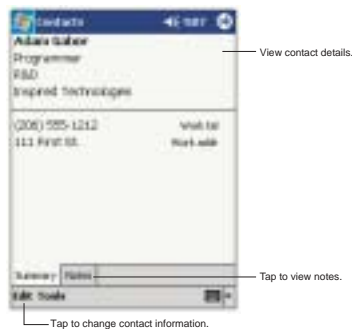 Contacts
Adam Gabor
View contact details.
Programmer
R&D
Inspired Technologies
(206) 555-1212 Work tel
111 First St. Work addr
Summary Notes
Tap to view notes.
Edit Tools
Tap to change contact information.